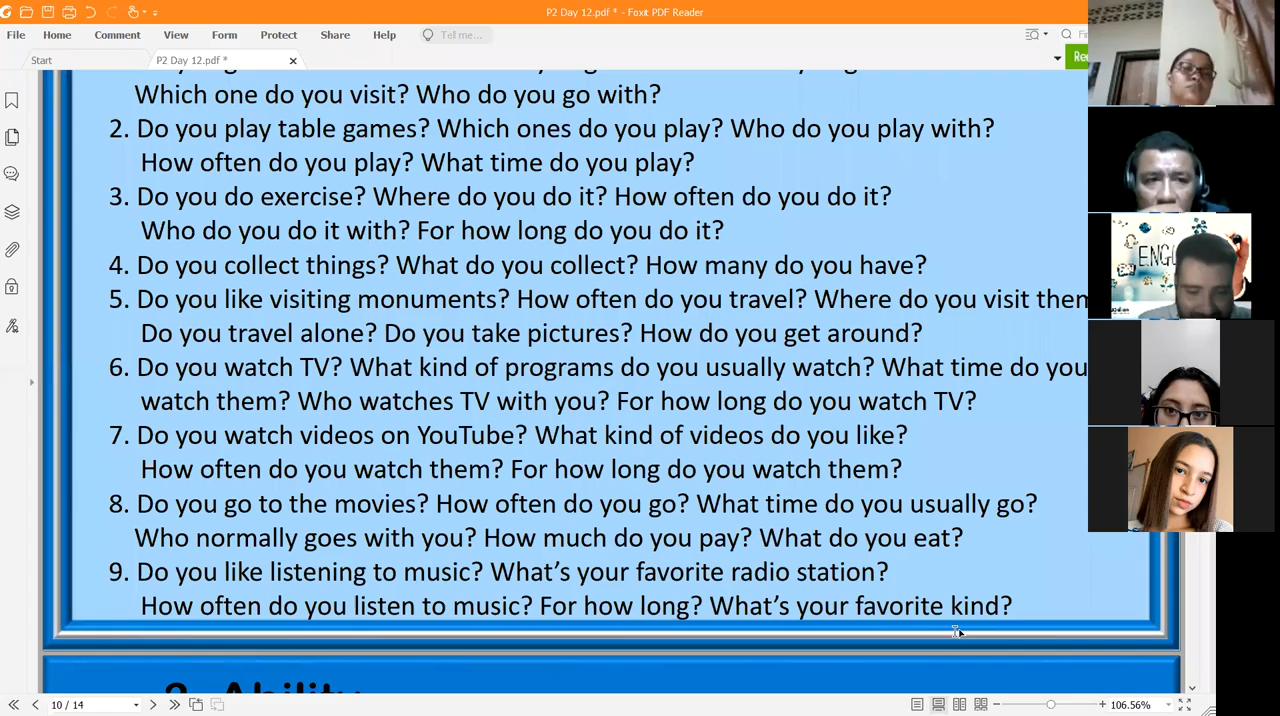 P2 Day 12.pdf * - Foxit PDF Reader
File Home Comment View Form Protect Share Help Tell me...
Start P2 Day 12.pdf *
Which one do you visit? Who do you go with?
2. Do you play table games? Which ones do you play? Who do you play with?
How often do you play? What time do you play?
3. Do you do exercise? Where do you do it? How often do you do it?
Who do you do it with? For how long do you do it?
4. Do you collect things? What do you collect? How many do you have?
5. Do you like visiting monuments? How often do you travel? Where do you visit them
Do you travel alone? Do you take pictures? How do you get around?
6. Do you watch TV? What kind of programs do you usually watch? What time do you
watch them? Who watches TV with you? For how long do you watch TV?
7. Do you watch videos on YouTube? What kind of videos do you like?
How often do you watch them? For how long do you watch them?
8. Do you go to the movies? How often do you go? What time do you usually go?
Who normally goes with you? How much do you pay? What do you eat?
9. Do you like listening to music? What's your favorite radio station?
How often do you listen to music? For how long? What's your favorite kind?
Ability
10 / 14
106.56%